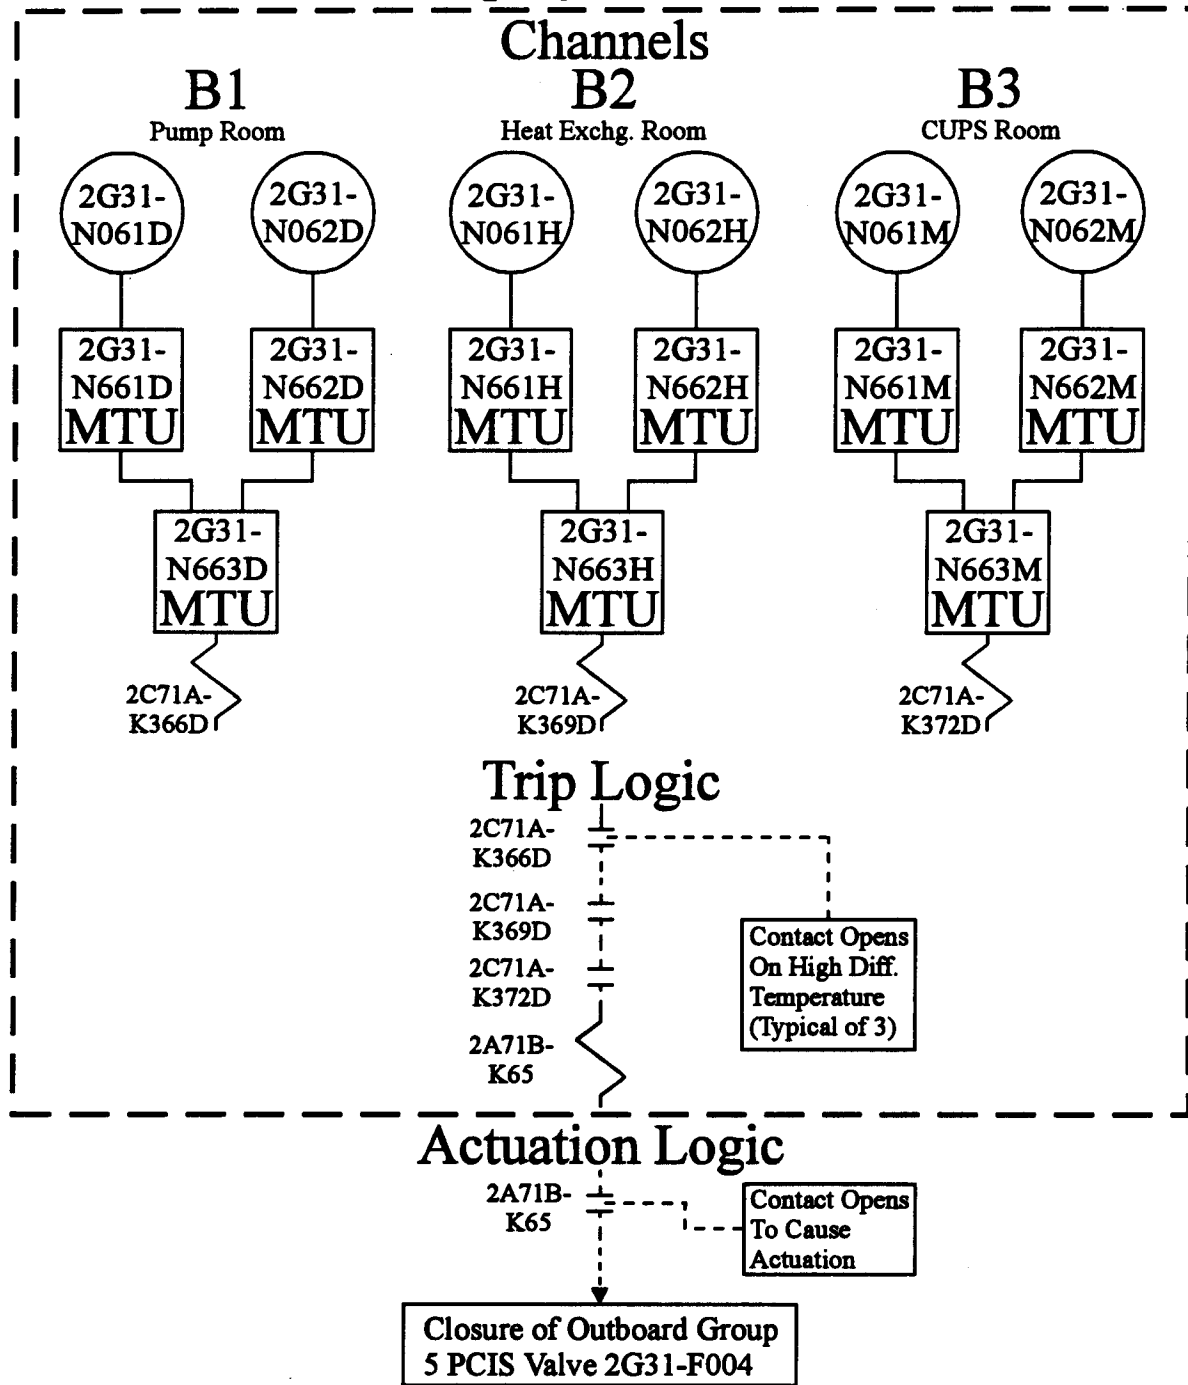 Channels
B1
Pump Room
B2
Heat Exchg. Room
B3
CUPS Room
2G31-
N061D
2G31-
N062D
2G31-
N061H
2G31-
N062H
2G31-
N061M
2G31-
N062M
2G31-
N661D
MTU
2G31-
N662D
MTU
2G31-
N661H
MTU
2G31-
N662H
MTU
2G31-
N661M
MTU
2G31-
N662M
MTU
2G31-
N663D
MTU
2G31-
N663H
MTU
2G31-
N663M
MTU
2C71A-
K366D
2C71A-
K369D
2C71A-
K372D
Trip Logic
2C71A-
K366D
2C71A-
K369D
2C71A-
K372D
2A71B-
K65
Contact Opens
On High Diff.
Temperature
(Typical of 3)
Actuation Logic
2A71B-
K65
Contact Opens
To Cause
Actuation
Closure of Outboard Group
5 PCIS Valve 2G31-F004